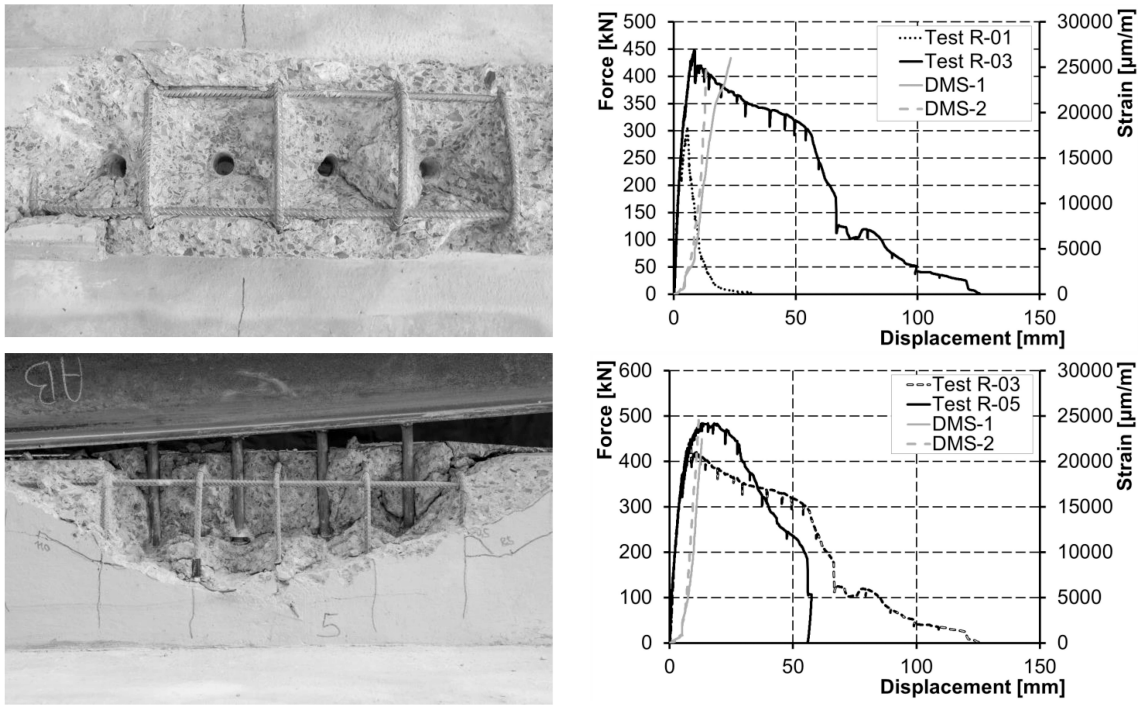 Force [kN]
500
450
400
350
300
250
200
150
100
50
0
30000
25000
20000
15000
10000
5000
0
Strain [µm/m]
Test R-01
Test R-03
DMS-1
DMS-2
0
50
100
150
Displacement [mm]
AB
5
Force [kN]
600
500
400
300
200
100
0
30000
25000
20000
15000
10000
5000
0
Strain [µm/m]
Test R-03
Test R-05
DMS-1
DMS-2
0
50
100
150
Displacement [mm]